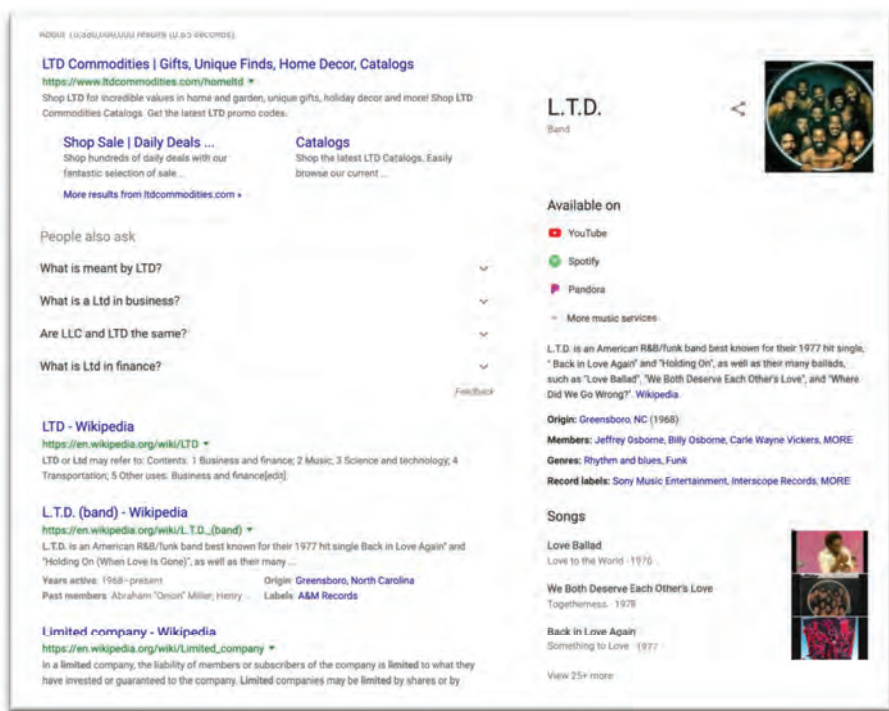 LTD Commodities | Gifts, Unique Finds, Home Decor, Catalogs
https://www.ltdcommodities.com/homeltd
Shop LTD for incredible values in home and garden, unique gifts, holiday decor and more! Shop LTD
Commodities Catalogs. Get the latest LTD promo codes.
Shop Sale | Daily Deals ...
Shop hundreds of daily deals with our
fantastic selection of sale ...
Catalogs
Shop the latest LTD Catalogs. Easily
browse our current ...
More results from ltdcommodities.com »
People also ask
What is meant by LTD?
What is a Ltd in business?
Are LLC and LTD the same?
What is Ltd in finance?
Feedback
LTD - Wikipedia
https://en.wikipedia.org/wiki/LTD
LTD or Ltd may refer to: Contents. 1 Business and finance; 2 Music; 3 Science and technology; 4
Transportation; 5 Other uses. Business and finance[edit]
L.T.D. (band) - Wikipedia
https://en.wikipedia.org/wiki/L.T.D._(band)
L.T.D. is an American R&B/funk band best known for their 1977 hit single Back in Love Again" and
"Holding On (When Love Is Gone)", as well as their many ...
Years active: 1968–present
Origin: Greensboro, North Carolina
Past members: Abraham "Onion" Miller; Henry ...
Labels: A&M Records
Limited company - Wikipedia
https://en.wikipedia.org/wiki/Limited_company
In a limited company, the liability of members or subscribers of the company is limited to what they
have invested or guaranteed to the company. Limited companies may be limited by shares or by
L.T.D.
Band
Available on
YouTube
Spotify
Pandora
More music services
L.T.D. is an American R&B/funk band best known for their 1977 hit single,
" Back in Love Again" and "Holding On", as well as their many ballads,
such as "Love Ballad", "We Both Deserve Each Other's Love", and "Where
Did We Go Wrong?". Wikipedia
Origin: Greensboro, NC (1968)
Members: Jeffrey Osborne, Billy Osborne, Carle Wayne Vickers, MORE
Genres: Rhythm and blues, Funk
Record labels: Sony Music Entertainment, Interscope Records, MORE
Songs
Love Ballad
Love to the World · 1976
We Both Deserve Each Other's Love
Togetherness · 1978
Back in Love Again
Something to Love · 1977
View 25+ more